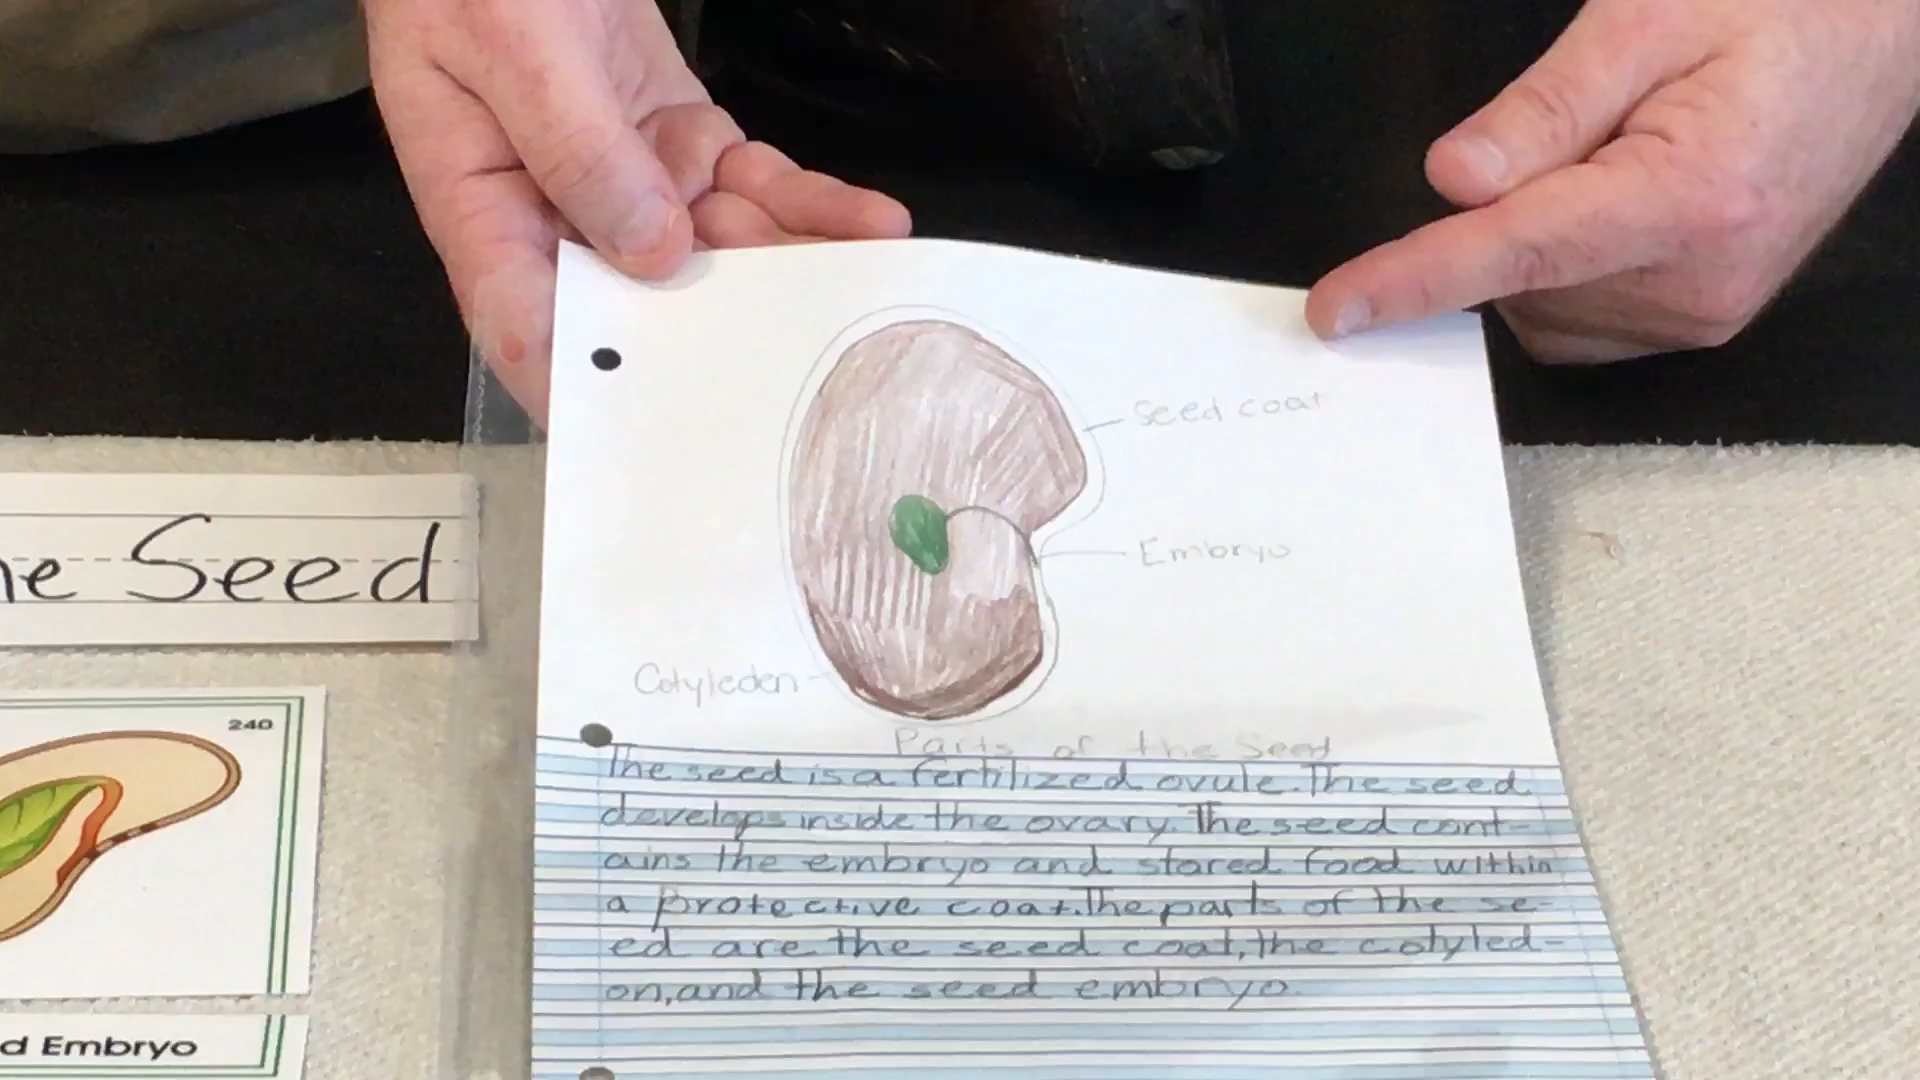 Seed coat
Embryo
he Seed
Cotyleden
240
Parts of the Seed
The seed is a fertilized ovule. The seed
develops inside the ovary. The seed cont-
ains the embryo and stored food within
a protective coat. The parts of the se-
ed are the seed coat, the cotyled-
on, and the seed embryo.
d Embryo